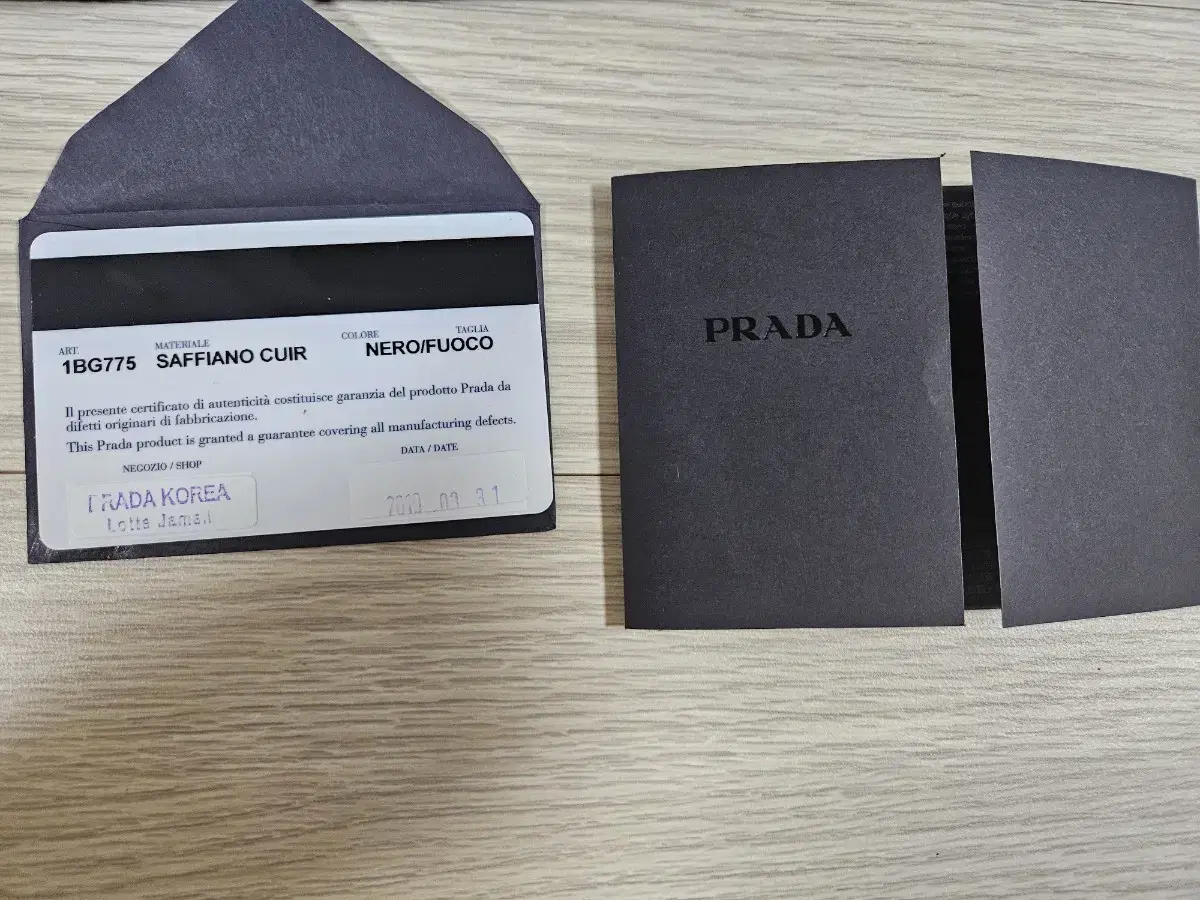 ART.
1BG775
MATERIALE
SAFFIANO CUIR
COLORE
TAGLIA
NERO/FUOCO
Il presente certificato di autenticità costituisce garanzia del prodotto Prada da
difetti originari di fabbricazione.
This Prada product is granted a guarantee covering all manufacturing defects.
NEGOZIO / SHOP
DATA / DATE
PRADA KOREA
Lotte
PRADA